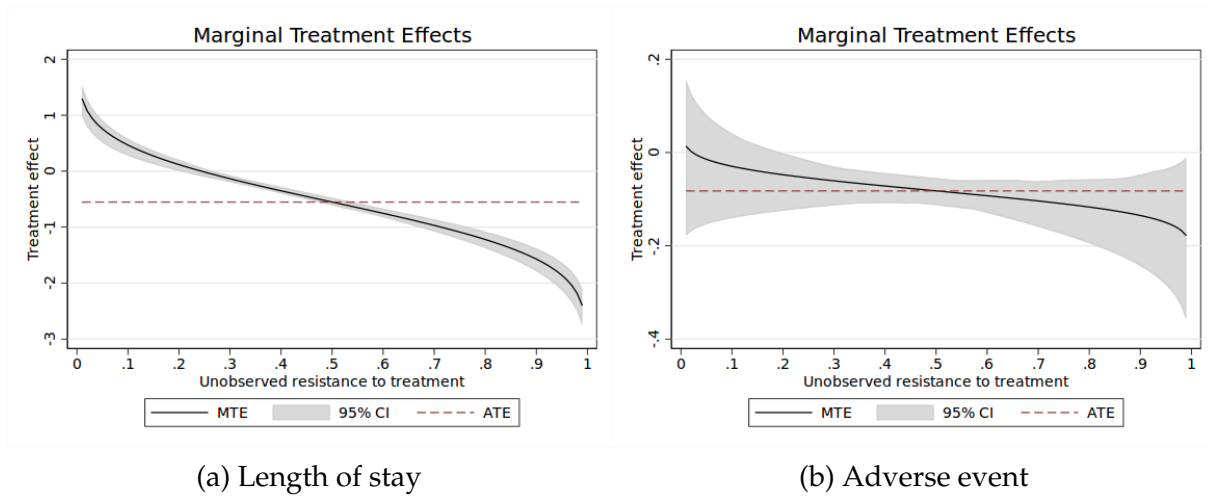 Marginal Treatment Effects
Treatment effect
2
1
0
-1
-2
-3
0 .1 .2 .3 .4 .5 .6 .7 .8 .9 1
Unobserved resistance to treatment
MTE 95% CI ATE
(a) Length of stay
Marginal Treatment Effects
Treatment effect
.2
0
-.2
-.4
0 .1 .2 .3 .4 .5 .6 .7 .8 .9 1
Unobserved resistance to treatment
MTE 95% CI ATE
(b) Adverse event